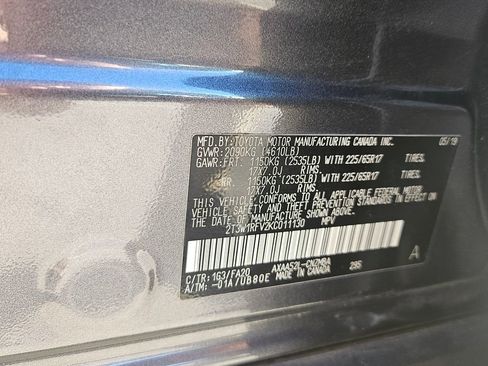 MFD. BY: TOYOTA MOTOR MANUFACTURING CANADA INC. 05/19
GVWR: 2090KG (4610LB)
GAWR: FRT. 1150KG (2535LB) WITH 225/65R17 TIRES.
17X7.0J RIMS.
RR. 1150KG (2535LB) WITH 225/65R17 TIRES.
17X7.0J RIMS.
THIS VEHICLE CONFORMS TO ALL APPLICABLE FEDERAL MOTOR
VEHICLE SAFETY AND THEFT PREVENTION STANDARDS IN EFFECT ON
THE DATE OF MANUFACTURE SHOWN ABOVE.
2T3W1RFV2KC011130 MPV
C/TR: 1G3/FA20 AXAA52L-CNZMBA 295 A
A/TM: -01A/UB80E MADE IN CANADA